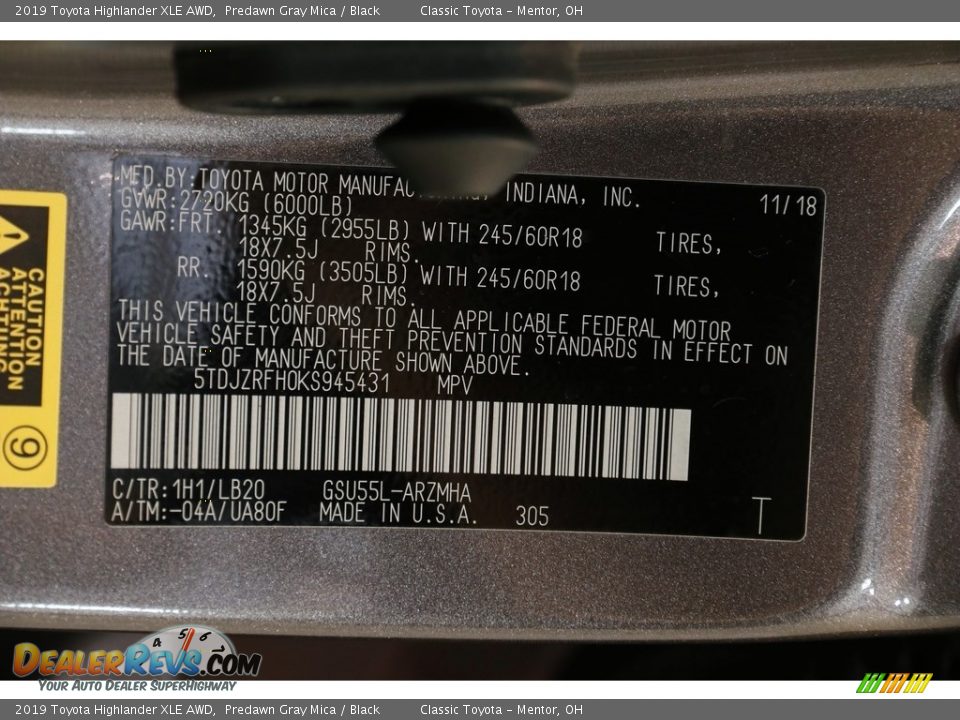 2019 Toyota Highlander XLE AWD, Predawn Gray Mica / Black Classic Toyota - Mentor, OH
MFD.BY:TOYOTA MOTOR INDIANA, INC. 11/18
GVWR:2720KG (6000LB)
GAWR:FRT. 1345KG (2955LB) WITH 245/60R18 TIRES,
18X7.5J RIMS.
RR. 1590KG (3505LB) WITH 245/60R18 TIRES,
18X7.5J RIMS.
THIS VEHICLE CONFORMS TO ALL APPLICABLE FEDERAL MOTOR
VEHICLE SAFETY AND THEFT PREVENTION STANDARDS IN EFFECT ON
THE DATE OF MANUFACTURE SHOWN ABOVE.
5TDJZRFH0KS945431 MPV
C/TR:1H1/LB20 GSU55L-ARZMHA
A/TM:-04A/UA80F MADE IN U.S.A. 305 T
CAUTION
ATTENTION
ACHTUNG
9
4 5 6
DealerRevs.com
Your Auto Dealer SuperHighway
2019 Toyota Highlander XLE AWD, Predawn Gray Mica / Black Classic Toyota - Mentor, OH